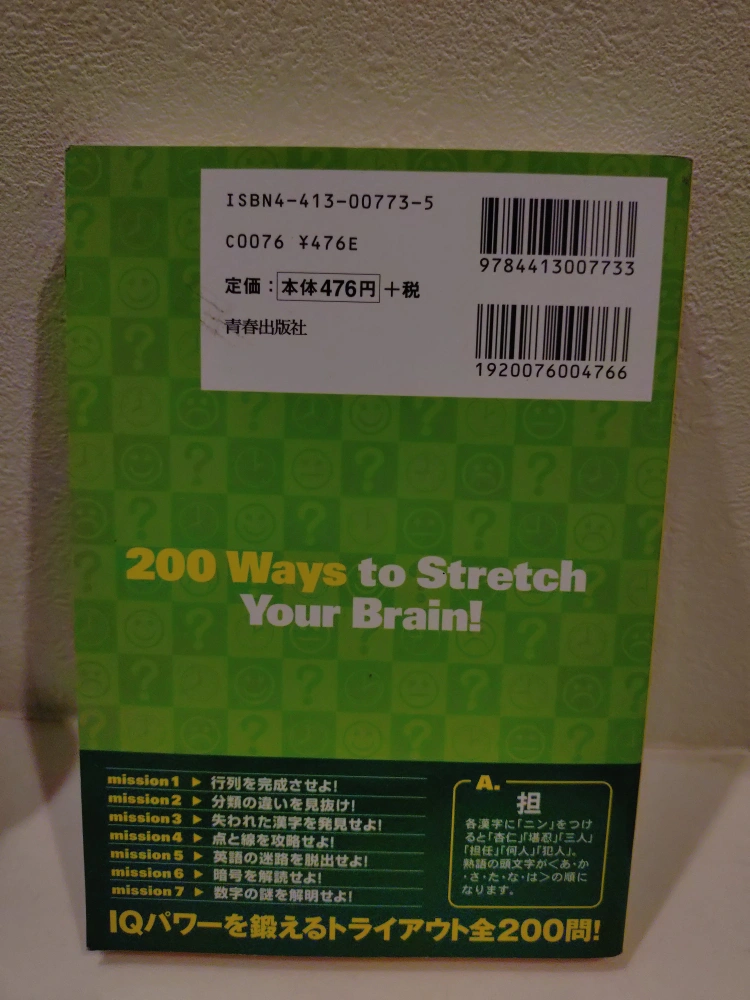 ISBN4-413-00773-5
C0076 ¥476E
定価：本体476円+税
青春出版社
9784413007733
1920076004766
200 Ways to Stretch
Your Brain!
mission1 ▶ 行列を完成させよ!
mission2 ▶ 分類の違いを見抜け!
mission3 ▶ 失われた漢字を発見せよ!
mission4 ▶ 点と線を攻略せよ!
mission5 ▶ 英語の迷路を脱出せよ!
mission6 ▶ 暗号を解読せよ!
mission7 ▶ 数字の謎を解明せよ!
A.
担
各漢字に「ニン」をつけ
ると「杏仁」「堪忍」「三人」
「担任」「何人」「犯人」。
熟語の頭文字が<あ・か
・さ・た・な・は>の順に
なります。
IQパワーを鍛えるトライアウト全200問!